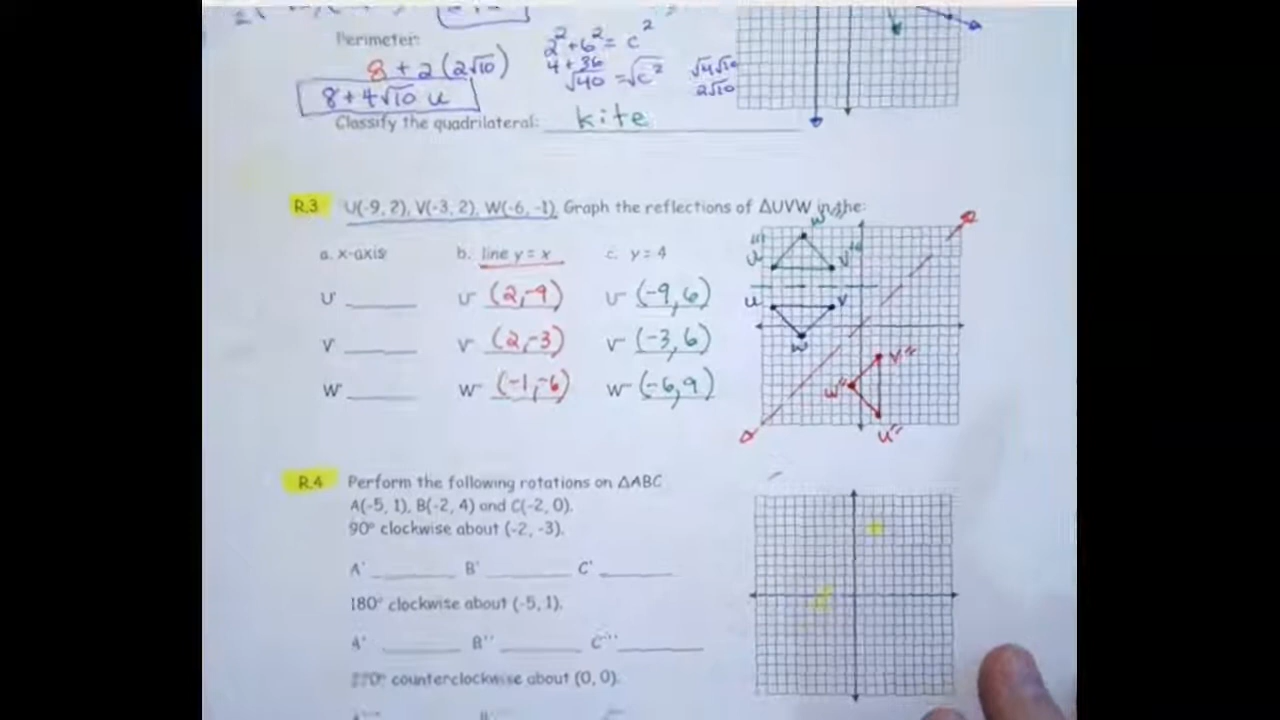 Perimeter:
8 + 2(2√10)
8 + 4√10 u
2² + 6² = c²
4 + 36
√40 = √c²
√4√10
2√10
Classify the quadrilateral: kite
R.3 U(-9, 2), V(-3, 2), W(-6, -1). Graph the reflections of ΔUVW in the:
a. x-axis b. line y = x c. y = 4
U' ______ U' (2,-9) U' (-9,6)
V' ______ V' (2,-3) V' (-3,6)
W' ______ W' (-1,-6) W' (-6,9)
W'''
U''' V'''
U V
W
V''
W''
U''
R.4 Perform the following rotations on ΔABC
A(-5, 1), B(-2, 4) and C(-2, 0).
90° clockwise about (-2, -3).
A' ______ B' ______ C' ______
180° clockwise about (-5, 1).
A' ______ B'' ______ C''' ______
270° counterclockwise about (0, 0).